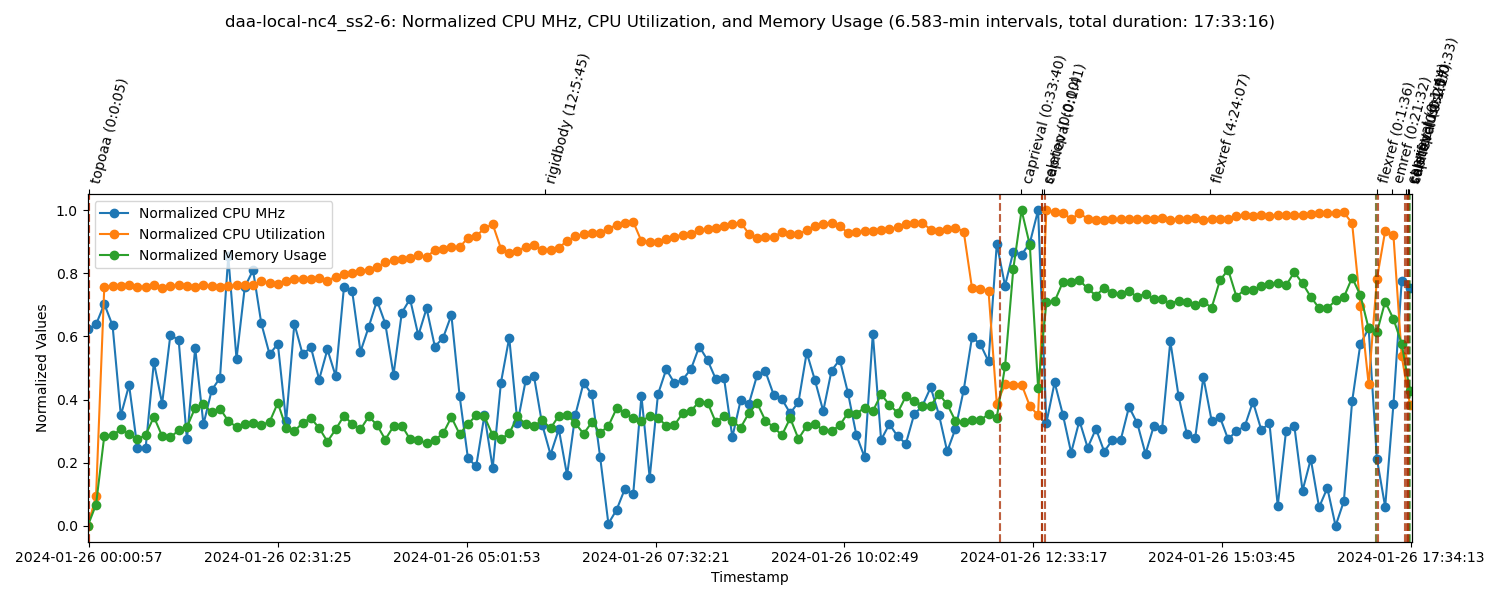 daa-local-nc4_ss2-6: Normalized CPU MHz, CPU Utilization, and Memory Usage (6.583-min intervals, total duration: 17:33:16)
topoaa (0:0:05)
rigidbody (12:5:45)
caprieval (0:33:40)
flexref (4:24:07)
flexref (0:1:36)
emref (0:21:32)
Normalized CPU MHz
Normalized CPU Utilization
Normalized Memory Usage
Normalized Values
1.0
0.8
0.6
0.4
0.2
0.0
2024-01-26 00:00:57
2024-01-26 02:31:25
2024-01-26 05:01:53
2024-01-26 07:32:21
2024-01-26 10:02:49
2024-01-26 12:33:17
2024-01-26 15:03:45
2024-01-26 17:34:13
Timestamp